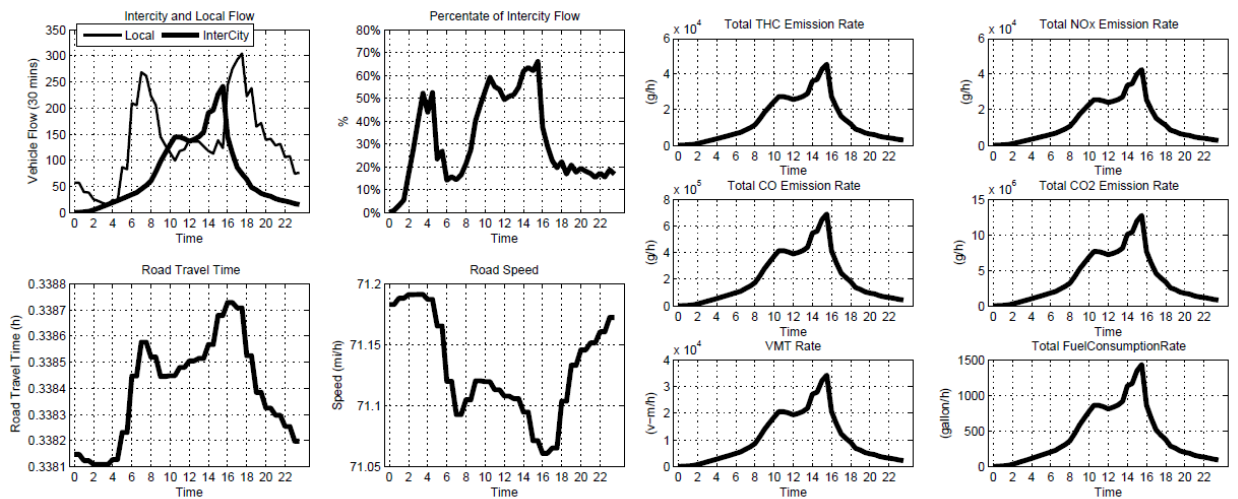 Intercity and Local Flow
Local InterCity
Vehicle Flow (30 mins)
350
300
250
200
150
100
50
0
0 2 4 6 8 10 12 14 16 18 20 22
Time
Percentate of Intercity Flow
%
80%
70%
60%
50%
40%
30%
20%
10%
0%
0 2 4 6 8 10 12 14 16 18 20 22
Time
Total THC Emission Rate
x 10^4
(g/h)
6
4
2
0
0 2 4 6 8 10 12 14 16 18 20 22
Time
Total NOx Emission Rate
x 10^4
(g/h)
6
4
2
0
0 2 4 6 8 10 12 14 16 18 20 22
Time
Total CO Emission Rate
x 10^5
(g/h)
8
6
4
2
0
0 2 4 6 8 10 12 14 16 18 20 22
Time
Total CO2 Emission Rate
x 10^6
(g/h)
15
10
5
0
0 2 4 6 8 10 12 14 16 18 20 22
Time
Road Travel Time
Road Travel Time (h)
0.3388
0.3387
0.3386
0.3385
0.3384
0.3383
0.3382
0.3381
0 2 4 6 8 10 12 14 16 18 20 22
Time
Road Speed
Speed (mi/h)
71.2
71.15
71.1
71.05
0 2 4 6 8 10 12 14 16 18 20 22
Time
VMT Rate
x 10^4
(v-m/h)
4
3
2
1
0
0 2 4 6 8 10 12 14 16 18 20 22
Time
Total FuelConsumptionRate
(gallon/h)
1500
1000
500
0
0 2 4 6 8 10 12 14 16 18 20 22
Time